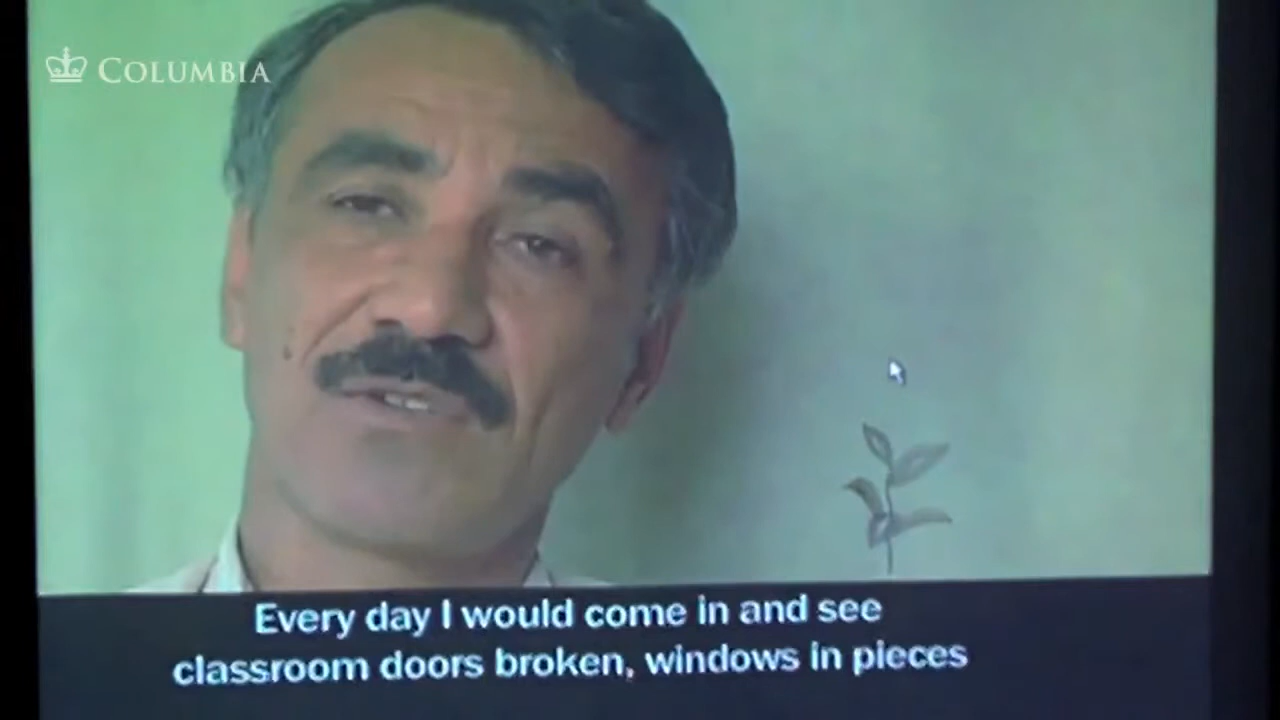 COLUMBIA
Every day I would come in and see
classroom doors broken, windows in pieces